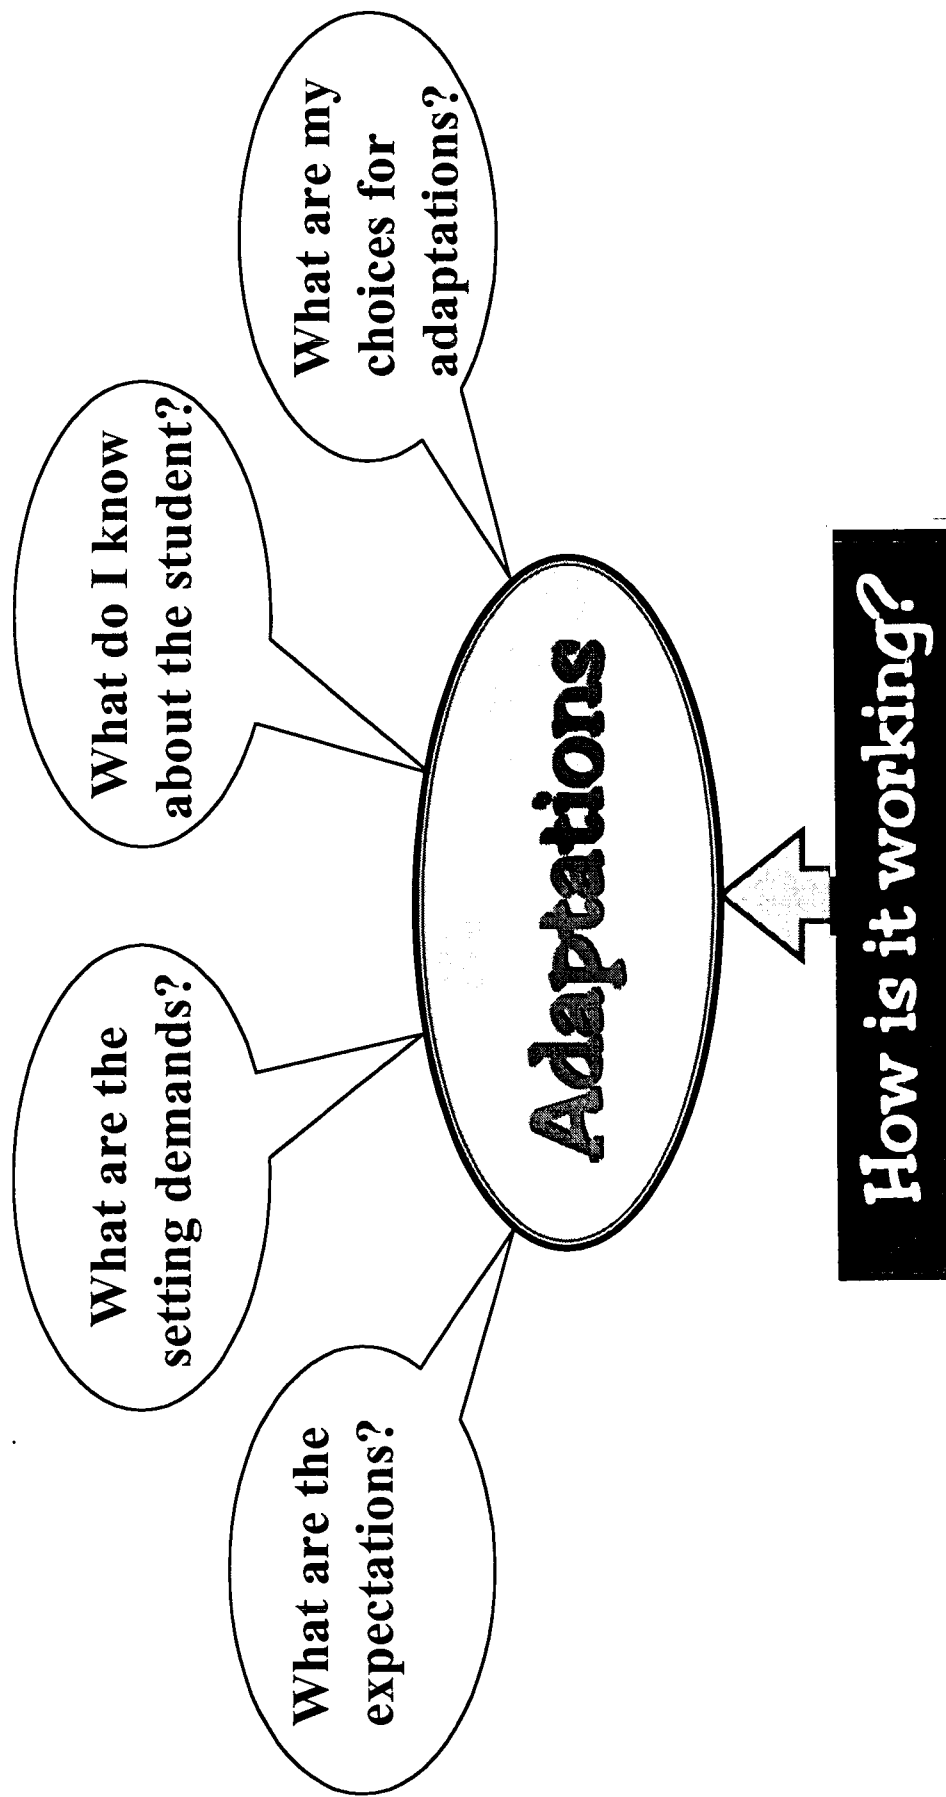 What are the
expectations?
What are the
setting demands?
What do I know
about the student?
What are my
choices for
adaptations?
Adaptations
How is it working?